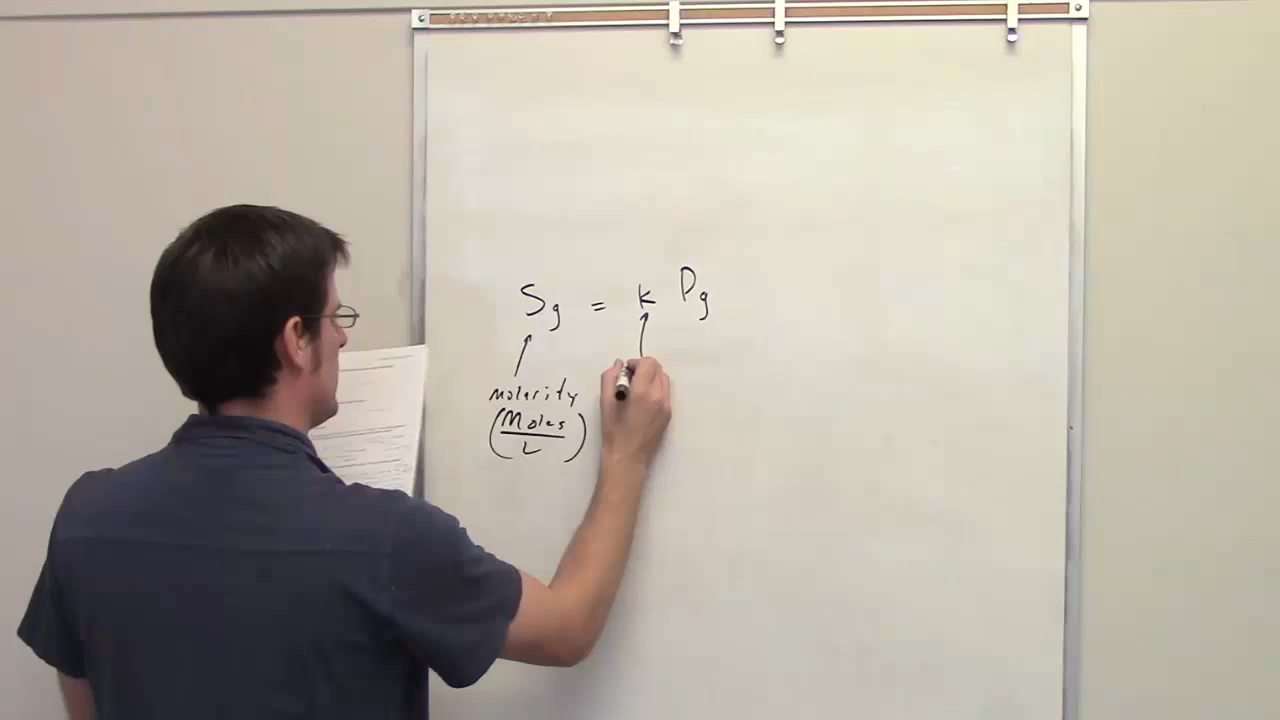 Sg = k Pg
molarity
(Moles
L)